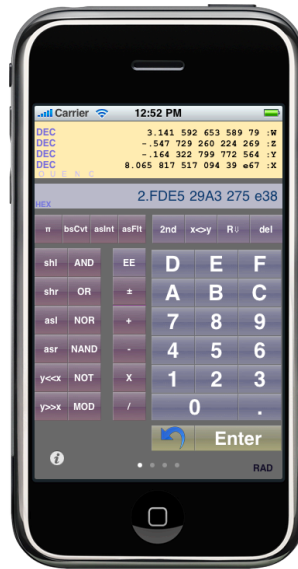 Carrier 12:52 PM
DEC 3.141 592 653 589 79 :W
DEC -.547 729 260 224 269 :Z
DEC -.164 322 799 772 564 :Y
DEC 8.065 817 517 094 39 e67 :X
O U E N C
HEX 2.FDE5 29A3 275 e38
π bsCvt asInt asFlt 2nd x<>y R⇩ del
shl AND EE D E F
shr OR ± A B C
asl NOR + 7 8 9
asr NAND - 4 5 6
y<<x NOT X 1 2 3
y>>x MOD / 0 .
Enter
i RAD